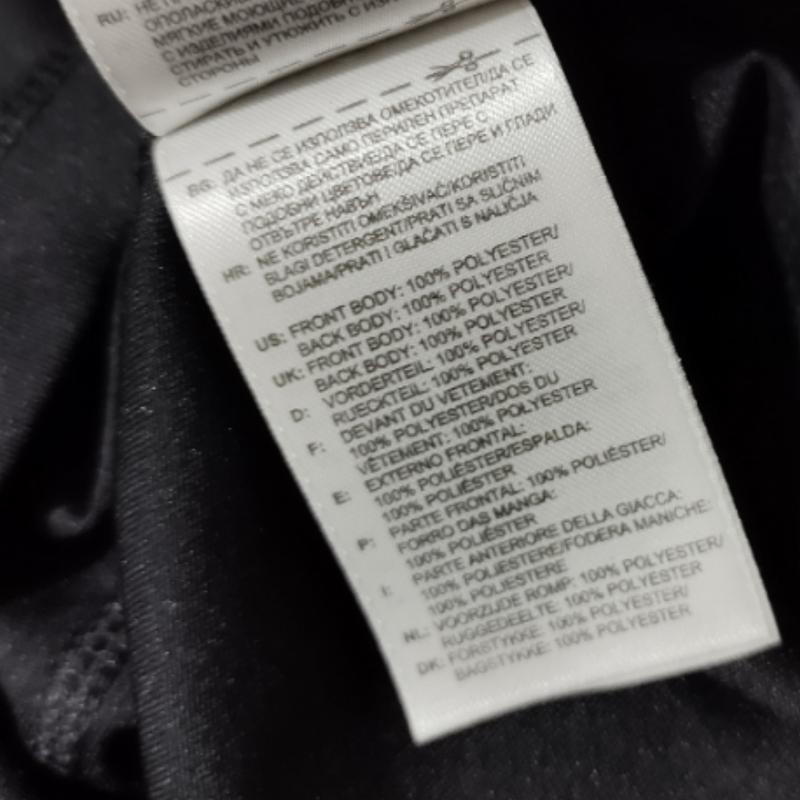 RU: НЕ
ОПОЛАСКИ
МЯГКИЕ МОЮЩИЕ
С ИЗДЕЛИЯМИ ПОДОБН
СТИРАТЬ И УТЮЖИТЬ С ИЗ
СТОРОНЫ
BG: ДА НЕ СЕ ИЗПОЛЗВА ОМЕКОТИТЕЛ/ДА СЕ
ИЗПОЛЗВА САМО ПЕРИЛЕН ПРЕПАРАТ
С МЕКО ДЕЙСТВИЕ/ДА СЕ ПЕРЕ С
ПОДОБНИ ЦВЕТОВЕ/ДА СЕ ПЕРЕ И ГЛАДИ
ОТВЪТРЕ НАВЪН
HR: NE KORISTITI OMEKŠIVAČ/KORISTITI
BLAGI DETERGENT/PRATI SA SLIČNIM
BOJAMA/PRATI I GLAČATI S NALIČJA
US: FRONT BODY: 100% POLYESTER/
BACK BODY: 100% POLYESTER
UK: FRONT BODY: 100% POLYESTER/
BACK BODY: 100% POLYESTER
D: VORDERTEIL: 100% POLYESTER/
RUECKTEIL: 100% POLYESTER
F: DEVANT DU VETEMENT:
100% POLYESTER/DOS DU
VÊTEMENT: 100% POLYESTER
E: EXTERNO FRONTAL:
100% POLIÉSTER/ESPALDA:
100% POLIÉSTER
P: PARTE FRONTAL: 100% POLIÉSTER/
FORRO DAS MANGA:
100% POLIÉSTER
I: PARTE ANTERIORE DELLA GIACCA:
100% POLIESTERE/FODERA MANICHE:
100% POLIESTERE
NL: VOORZIJDE ROMP: 100% POLYESTER/
RUGGEDEELTE: 100% POLYESTER
DK: FORSTYKKE: 100% POLYESTER/
BAGSTYKKE: 100% POLYESTER